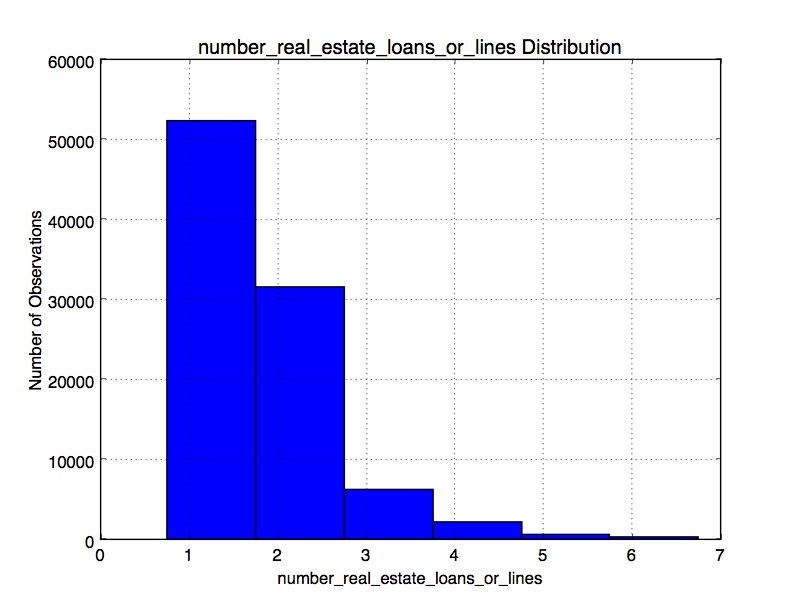 number_real_estate_loans_or_lines Distribution
60000
50000
40000
30000
20000
10000
0
Number of Observations
0 1 2 3 4 5 6 7
number_real_estate_loans_or_lines